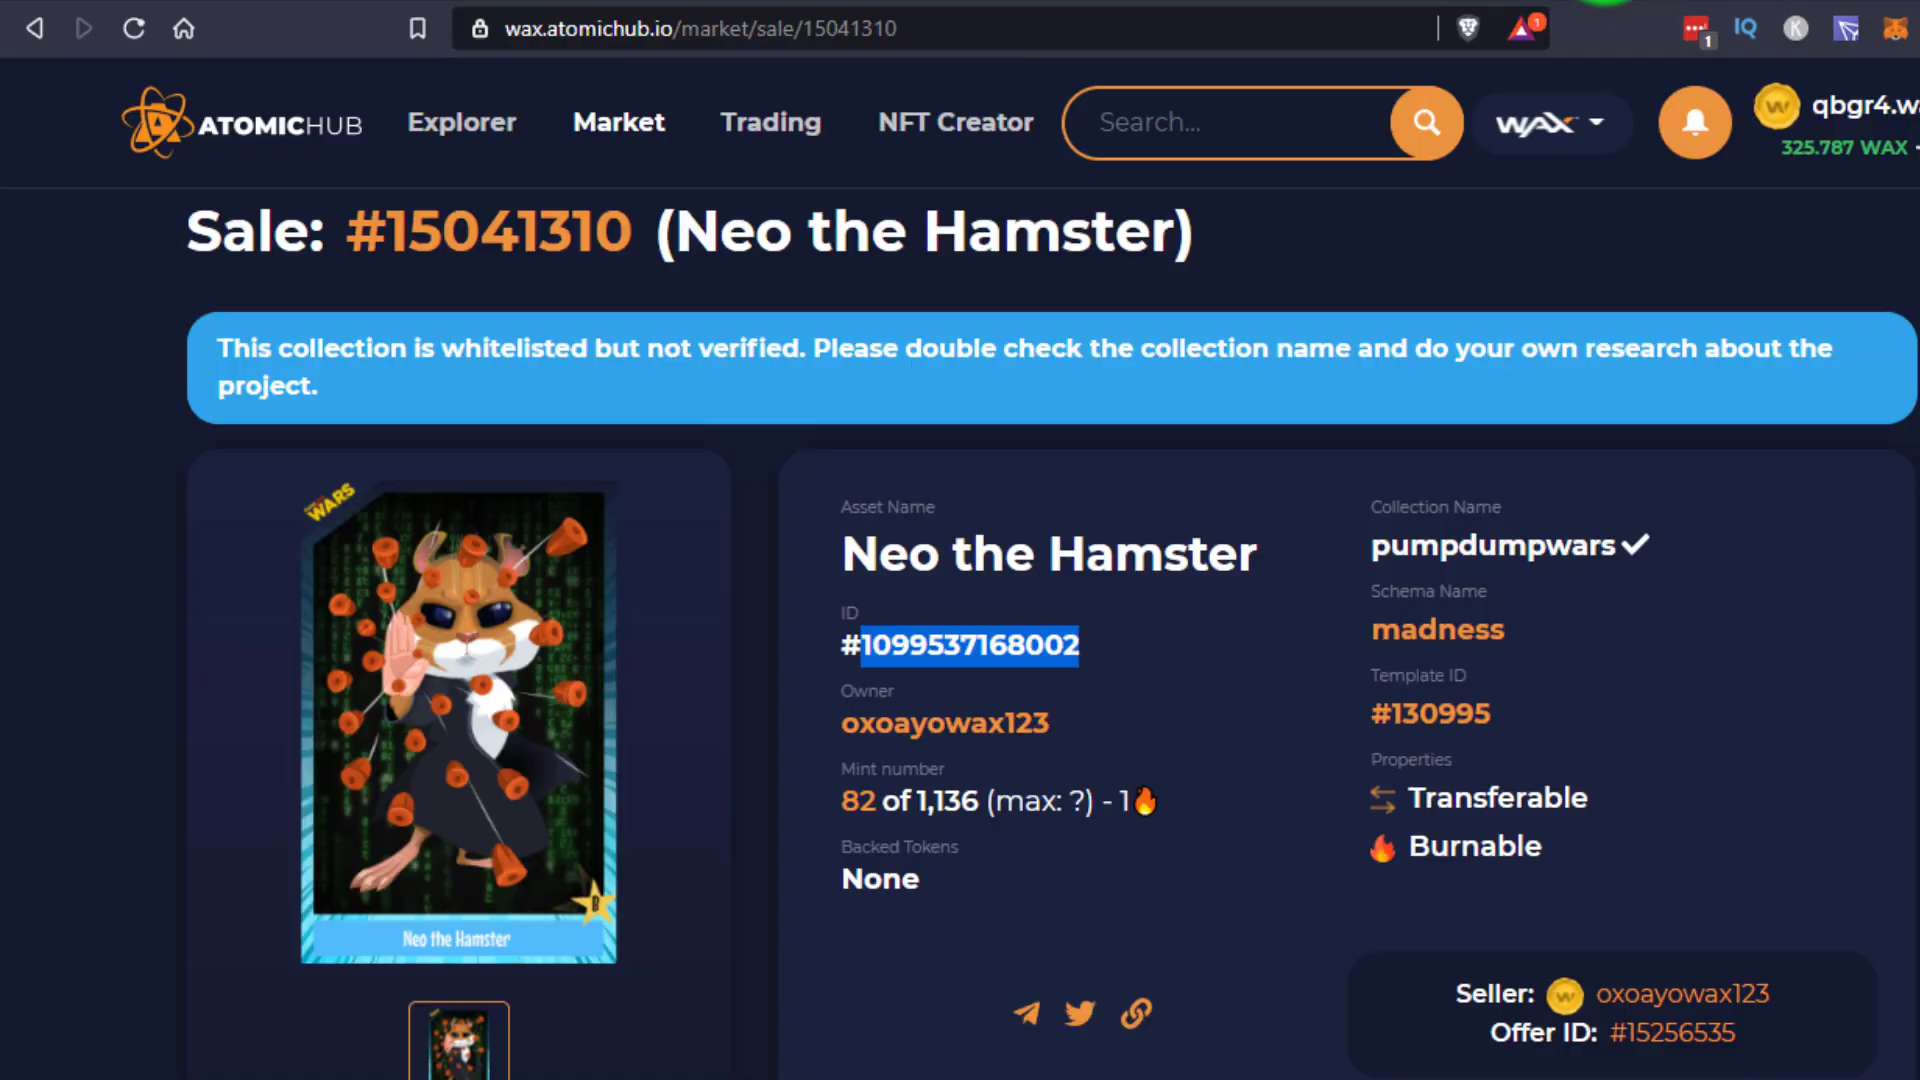 wax.atomichub.io/market/sale/15041310
1
1
IQ
K
ATOMICHUB
Explorer
Market
Trading
NFT Creator
Search...
WAX
W
qbgr4.w
325.787 WAX
Sale: #15041310 (Neo the Hamster)
This collection is whitelisted but not verified. Please double check the collection name and do your own research about the
project.
WARS
B
Neo the Hamster
Asset Name
Neo the Hamster
ID
#1099537168002
Owner
oxoayowax123
Mint number
82 of 1,136 (max: ?) - 1🔥
Backed Tokens
None
Collection Name
pumpdumpwars
Schema Name
madness
Template ID
#130995
Properties
Transferable
Burnable
Seller: W oxoayowax123
Offer ID: #15256535